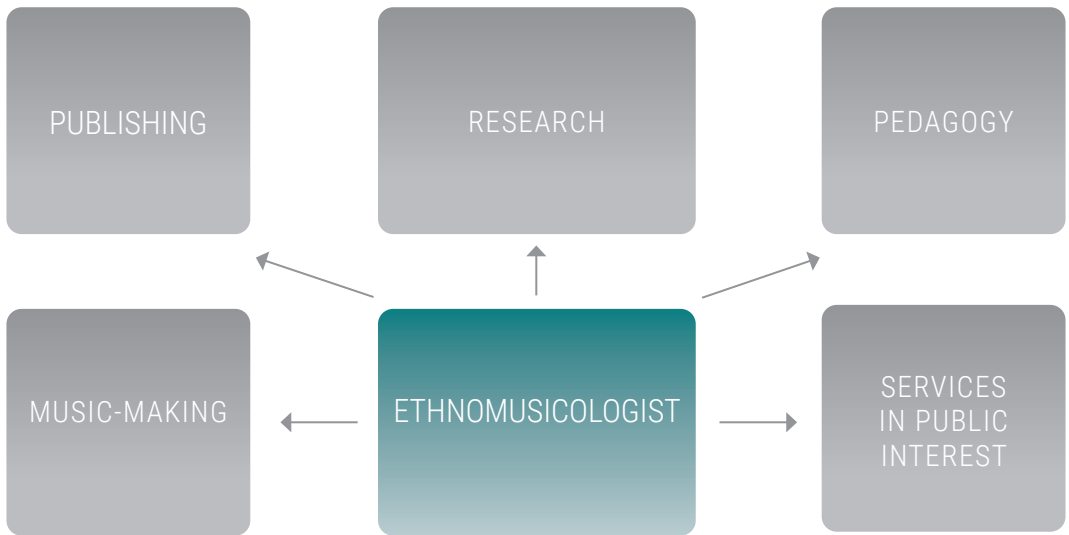 PUBLISHING
RESEARCH
PEDAGOGY
MUSIC-MAKING
ETHNOMUSICOLOGIST
SERVICES
IN PUBLIC
INTEREST